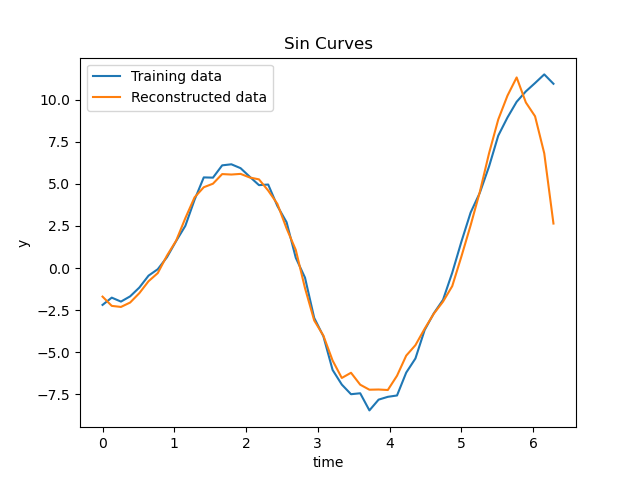 Sin Curves
Training data
Reconstructed data
10.0
7.5
5.0
2.5
0.0
−2.5
−5.0
−7.5
y
0 1 2 3 4 5 6
time